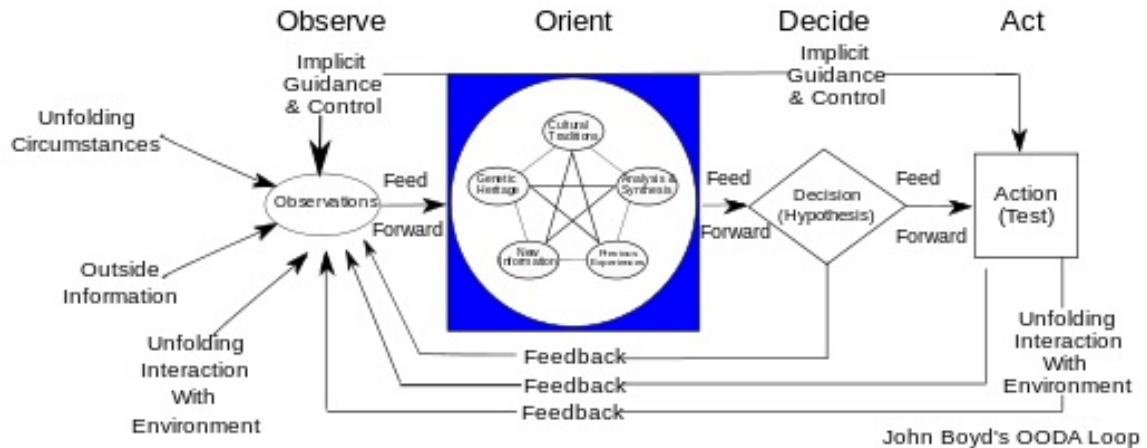 Observe
Orient
Decide
Act
Implicit
Guidance
& Control
Implicit
Guidance
& Control
Unfolding
Circumstances
Observations
Feed
Forward
Cultural
Traditions
Genetic
Heritage
Analysis &
Synthesis
New
Information
Previous
Experiences
Feed
Forward
Decision
(Hypothesis)
Feed
Forward
Action
(Test)
Outside
Information
Unfolding
Interaction
With
Environment
Feedback
Feedback
Feedback
Unfolding
Interaction
With
Environment
John Boyd's OODA Loop